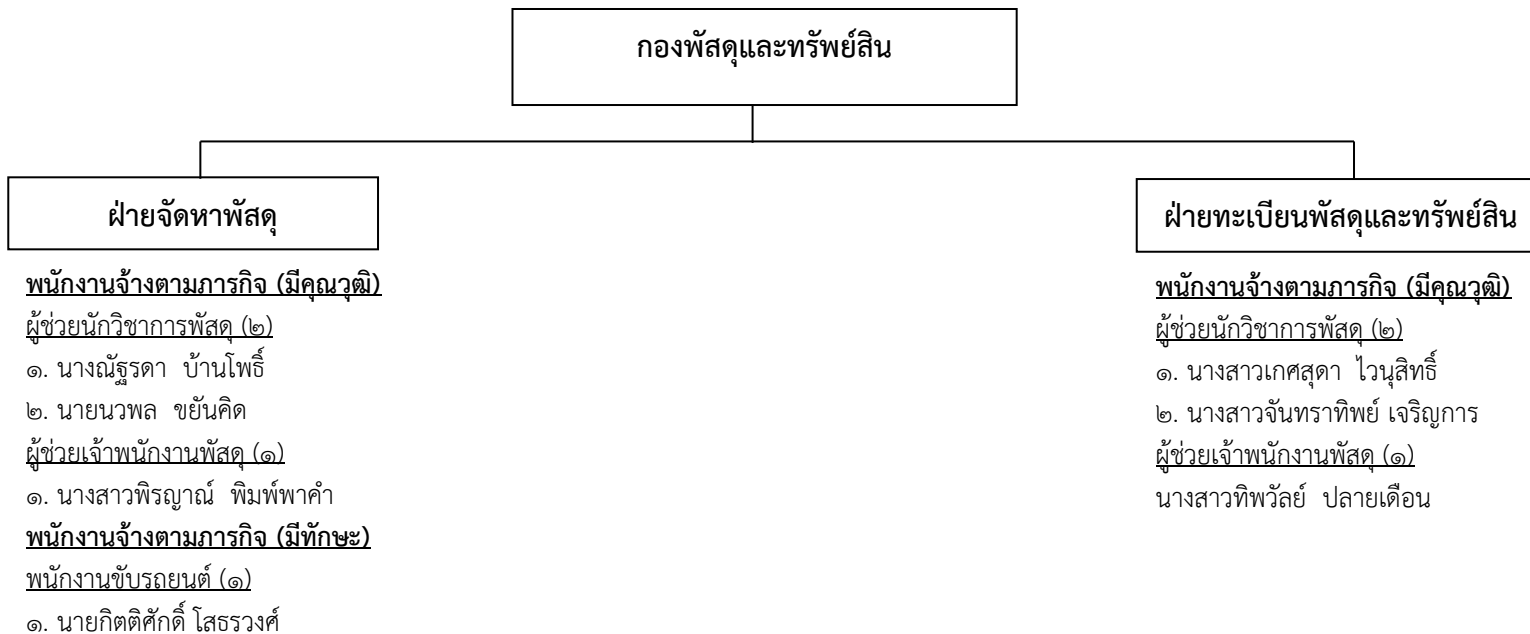 กองพัสดุและทรัพย์สิน
ฝ่ายจัดหาพัสดุ
พนักงานจ้างตามภารกิจ (มีคุณวุฒิ)
ผู้ช่วยนักวิชาการพัสดุ (๒)
๑. นางณัฐรดา บ้านโพธิ์
๒. นายนวพล ขยันคิด
ผู้ช่วยเจ้าพนักงานพัสดุ (๑)
๑. นางสาวพิรญาณ์ พิมพ์พาคำ
พนักงานจ้างตามภารกิจ (มีทักษะ)
พนักงานขับรถยนต์ (๑)
๑. นายกิตติศักดิ์ โสธรวงศ์
ฝ่ายทะเบียนพัสดุและทรัพย์สิน
พนักงานจ้างตามภารกิจ (มีคุณวุฒิ)
ผู้ช่วยนักวิชาการพัสดุ (๒)
๑. นางสาวเกศสุดา ไวนุสิทธิ์
๒. นางสาวจันทราทิพย์ เจริญการ
ผู้ช่วยเจ้าพนักงานพัสดุ (๑)
นางสาวทิพวัลย์ ปลายเดือน